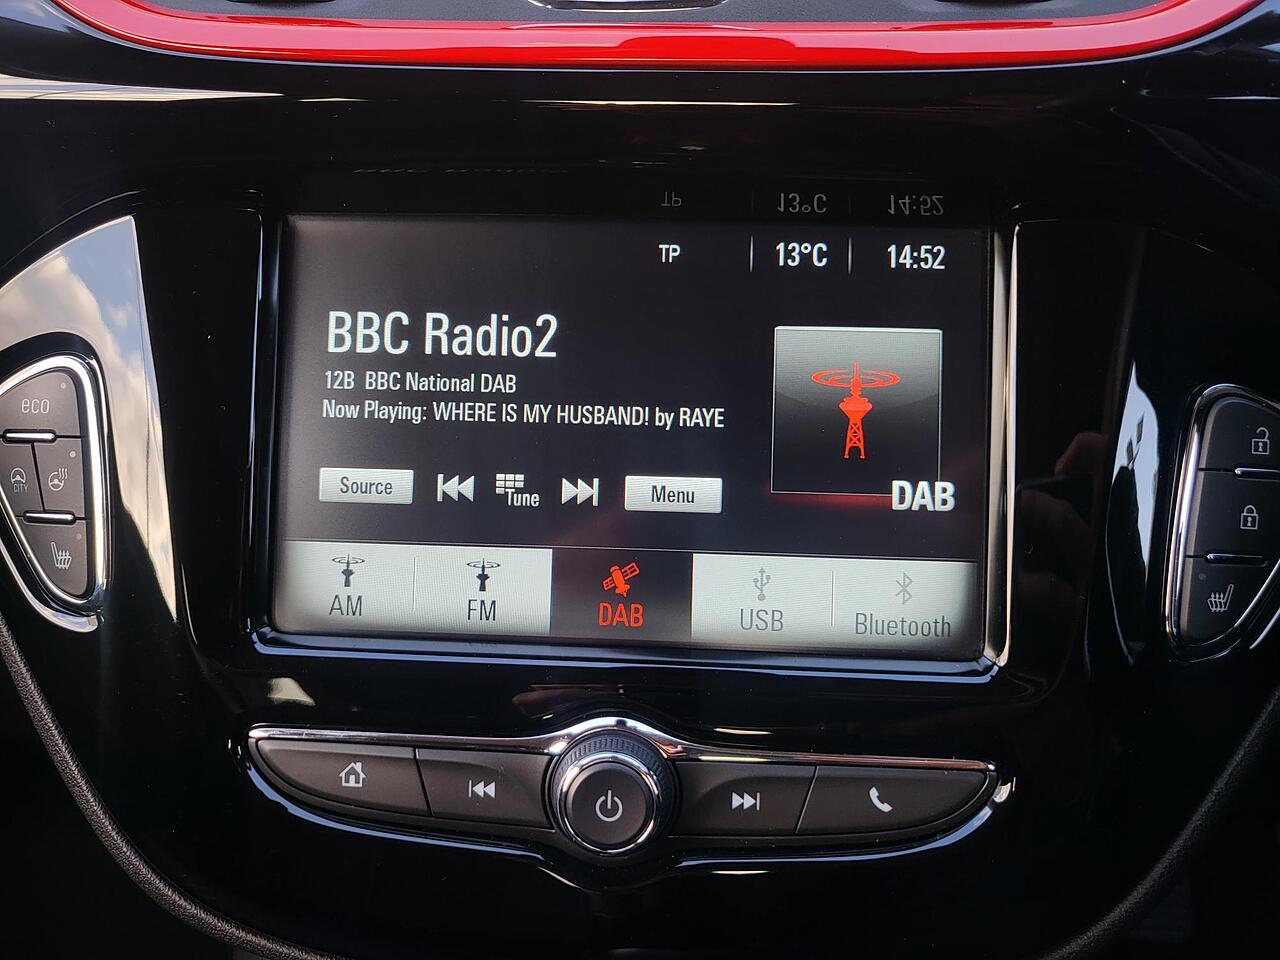 TP 13°C 14:52
BBC Radio2
12B BBC National DAB
Now Playing: WHERE IS MY HUSBAND! by RAYE
Source Tune Menu
DAB
AM FM DAB USB Bluetooth
eco
CITY